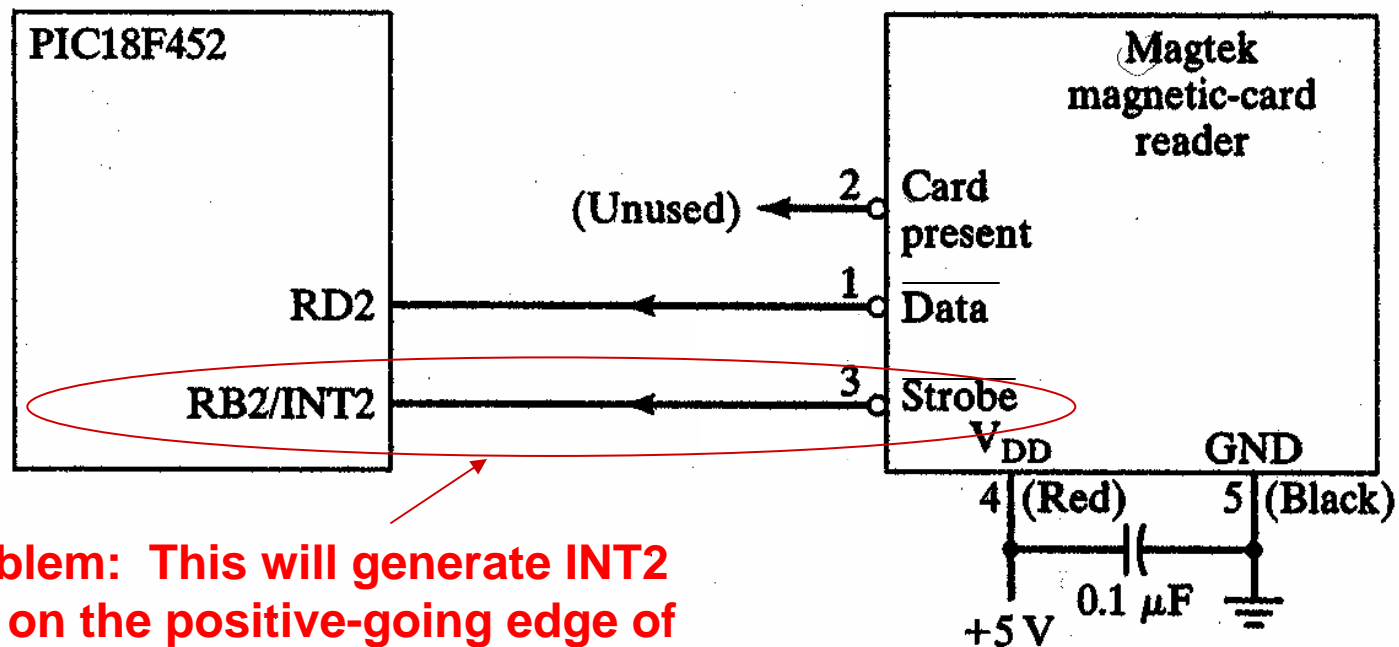 PIC18F452
Magtek
magnetic-card
reader
2
Card
present
(Unused)
1
Data
RD2
3
Strobe
RB2/INT2
V_DD
GND
4
(Red)
5
(Black)
0.1 μF
+5 V
blem: This will generate INT2
on the positive-going edge of